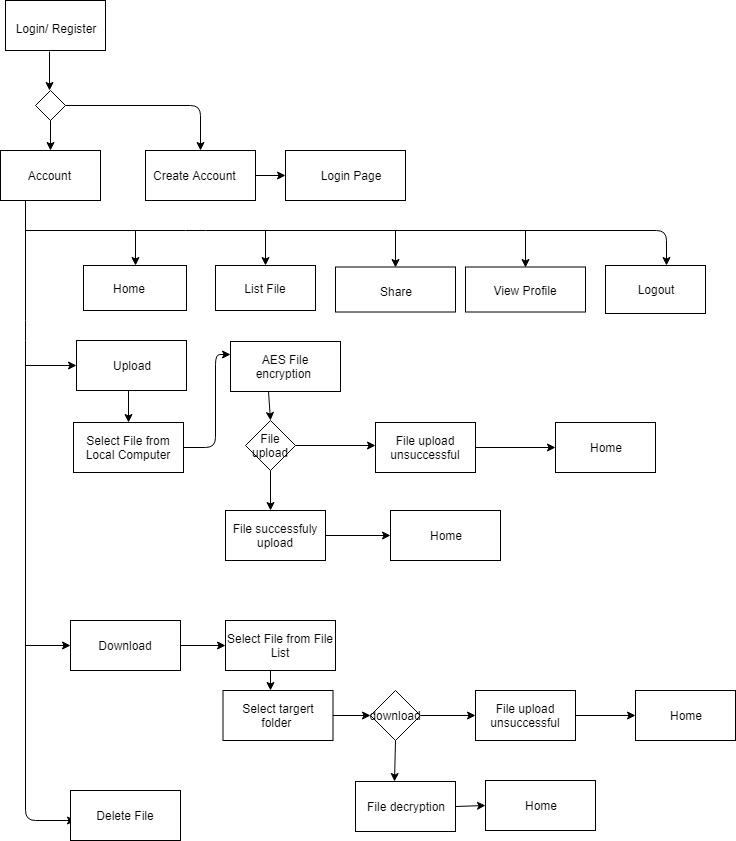 Login/ Register
Account
Create Account
Login Page
Home
List File
Share
View Profile
Logout
Upload
AES File
encryption
Select File from
Local Computer
File
upload
File upload
unsuccessful
Home
File successfuly
upload
Home
Download
Select File from File
List
Select targert
folder
download
File upload
unsuccessful
Home
Delete File
File decryption
Home